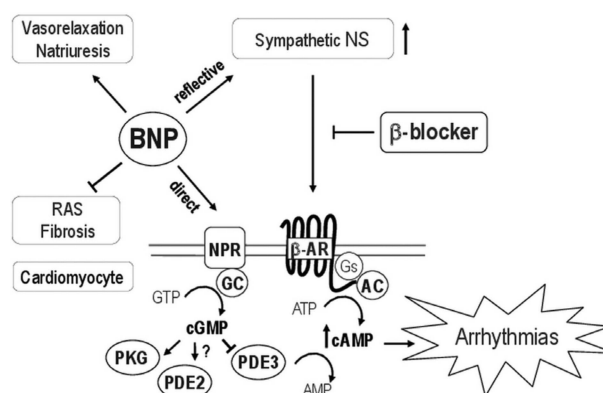 Vasorelaxation
Natriuresis
Sympathetic NS
reflective
BNP
β-blocker
direct
RAS
Fibrosis
NPR
β-AR
Gs
Cardiomyocyte
GC
AC
GTP
ATP
cGMP
cAMP
Arrhythmias
?
PKG
PDE3
PDE2
AMP